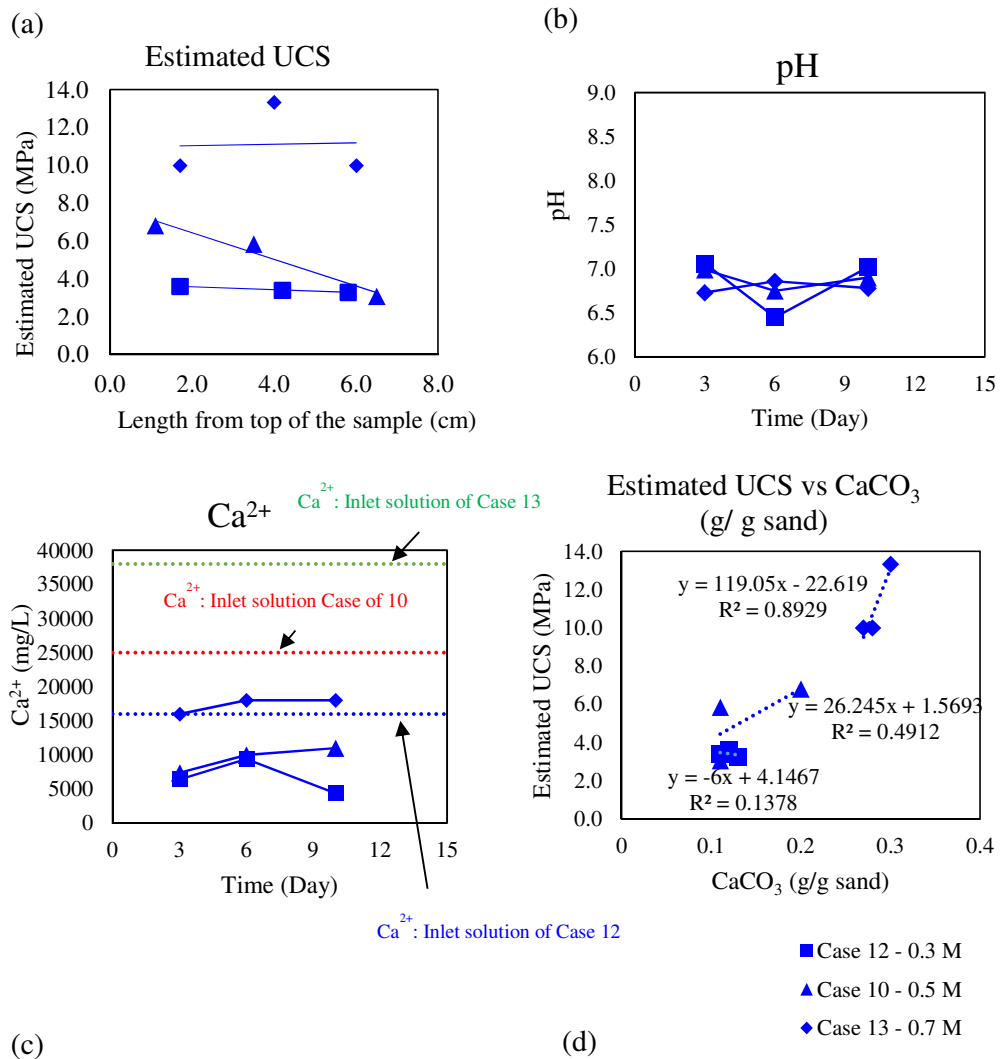 (a)
Estimated UCS
14.0
12.0
10.0
8.0
6.0
4.0
2.0
0.0
Estimated UCS (MPa)
0.0 2.0 4.0 6.0 8.0
Length from top of the sample (cm)
(b)
pH
9.0
8.5
8.0
7.5
7.0
6.5
6.0
pH
0 3 6 9 12 15
Time (Day)
Ca²⁺: Inlet solution of Case 13
Ca²⁺
40000
35000
30000
25000
20000
15000
10000
5000
0
Ca²⁺ (mg/L)
Ca²⁺: Inlet solution Case of 10
0 3 6 9 12 15
Time (Day)
Ca²⁺: Inlet solution of Case 12
(c)
Estimated UCS vs CaCO₃
(g/ g sand)
14.0
12.0
10.0
8.0
6.0
4.0
2.0
0.0
Estimated UCS (MPa)
y = 119.05x - 22.619
R² = 0.8929
y = 26.245x + 1.5693
R² = 0.4912
y = -6x + 4.1467
R² = 0.1378
0 0.1 0.2 0.3 0.4
CaCO₃ (g/g sand)
Case 12 - 0.3 M
Case 10 - 0.5 M
Case 13 - 0.7 M
(d)